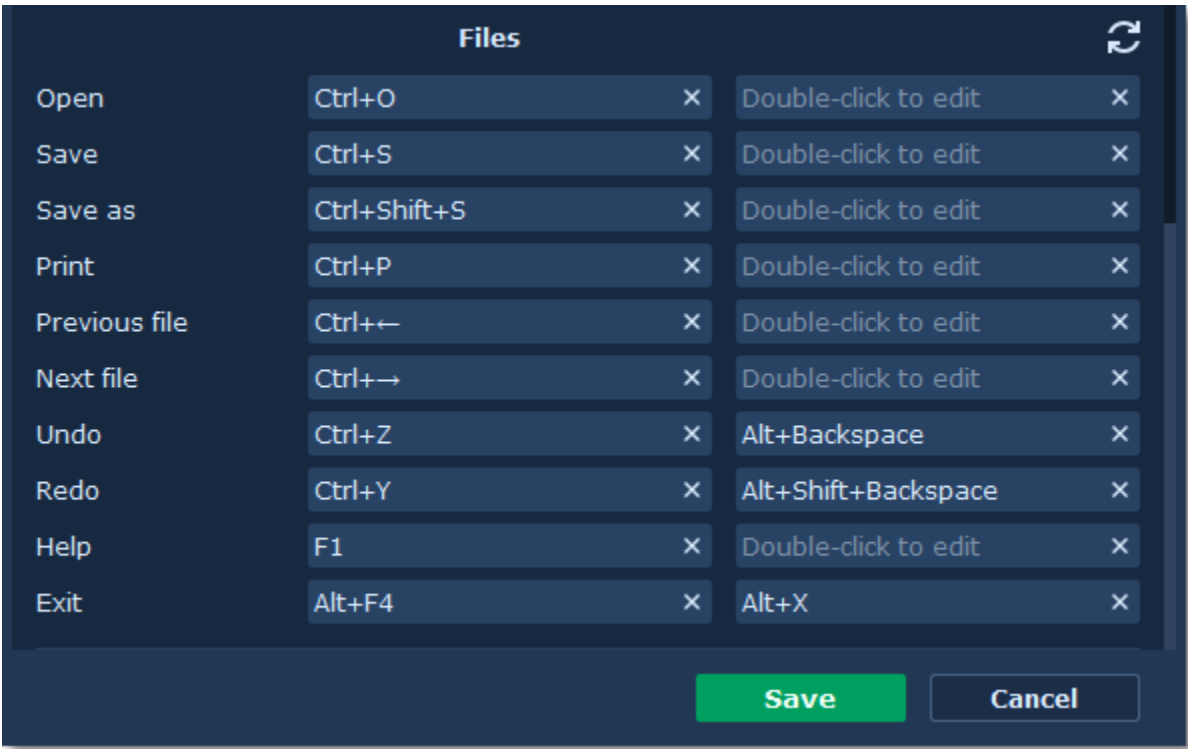 Files
Open Ctrl+O × Double-click to edit ×
Save Ctrl+S × Double-click to edit ×
Save as Ctrl+Shift+S × Double-click to edit ×
Print Ctrl+P × Double-click to edit ×
Previous file Ctrl+← × Double-click to edit ×
Next file Ctrl+→ × Double-click to edit ×
Undo Ctrl+Z × Alt+Backspace ×
Redo Ctrl+Y × Alt+Shift+Backspace ×
Help F1 × Double-click to edit ×
Exit Alt+F4 × Alt+X ×
Save Cancel